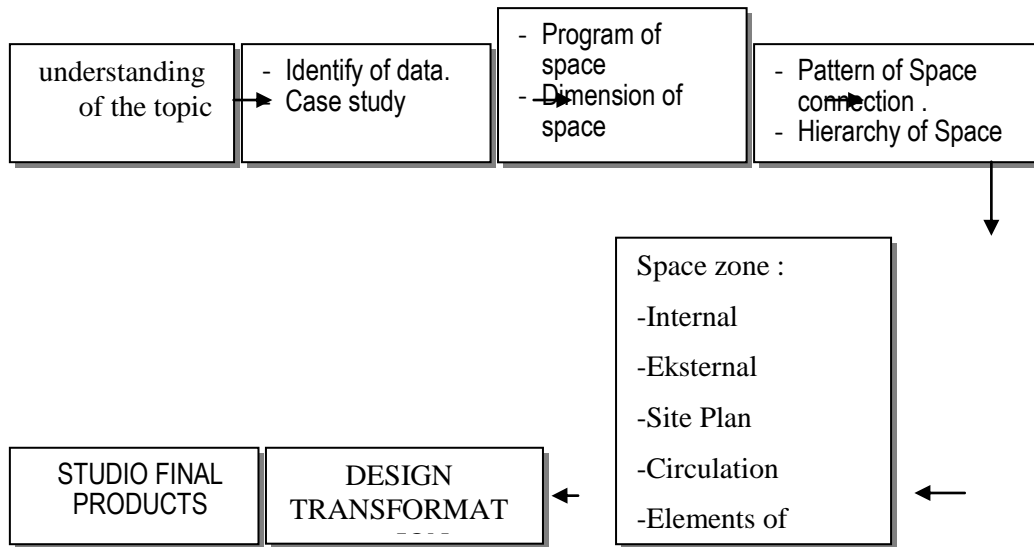 understanding
of the topic
- Identify of data.
- Case study
- Program of
space
- Dimension of
space
- Pattern of Space
connection .
- Hierarchy of Space
Space zone :
-Internal
-Eksternal
-Site Plan
-Circulation
-Elements of
DESIGN
TRANSFORMAT
STUDIO FINAL
PRODUCTS